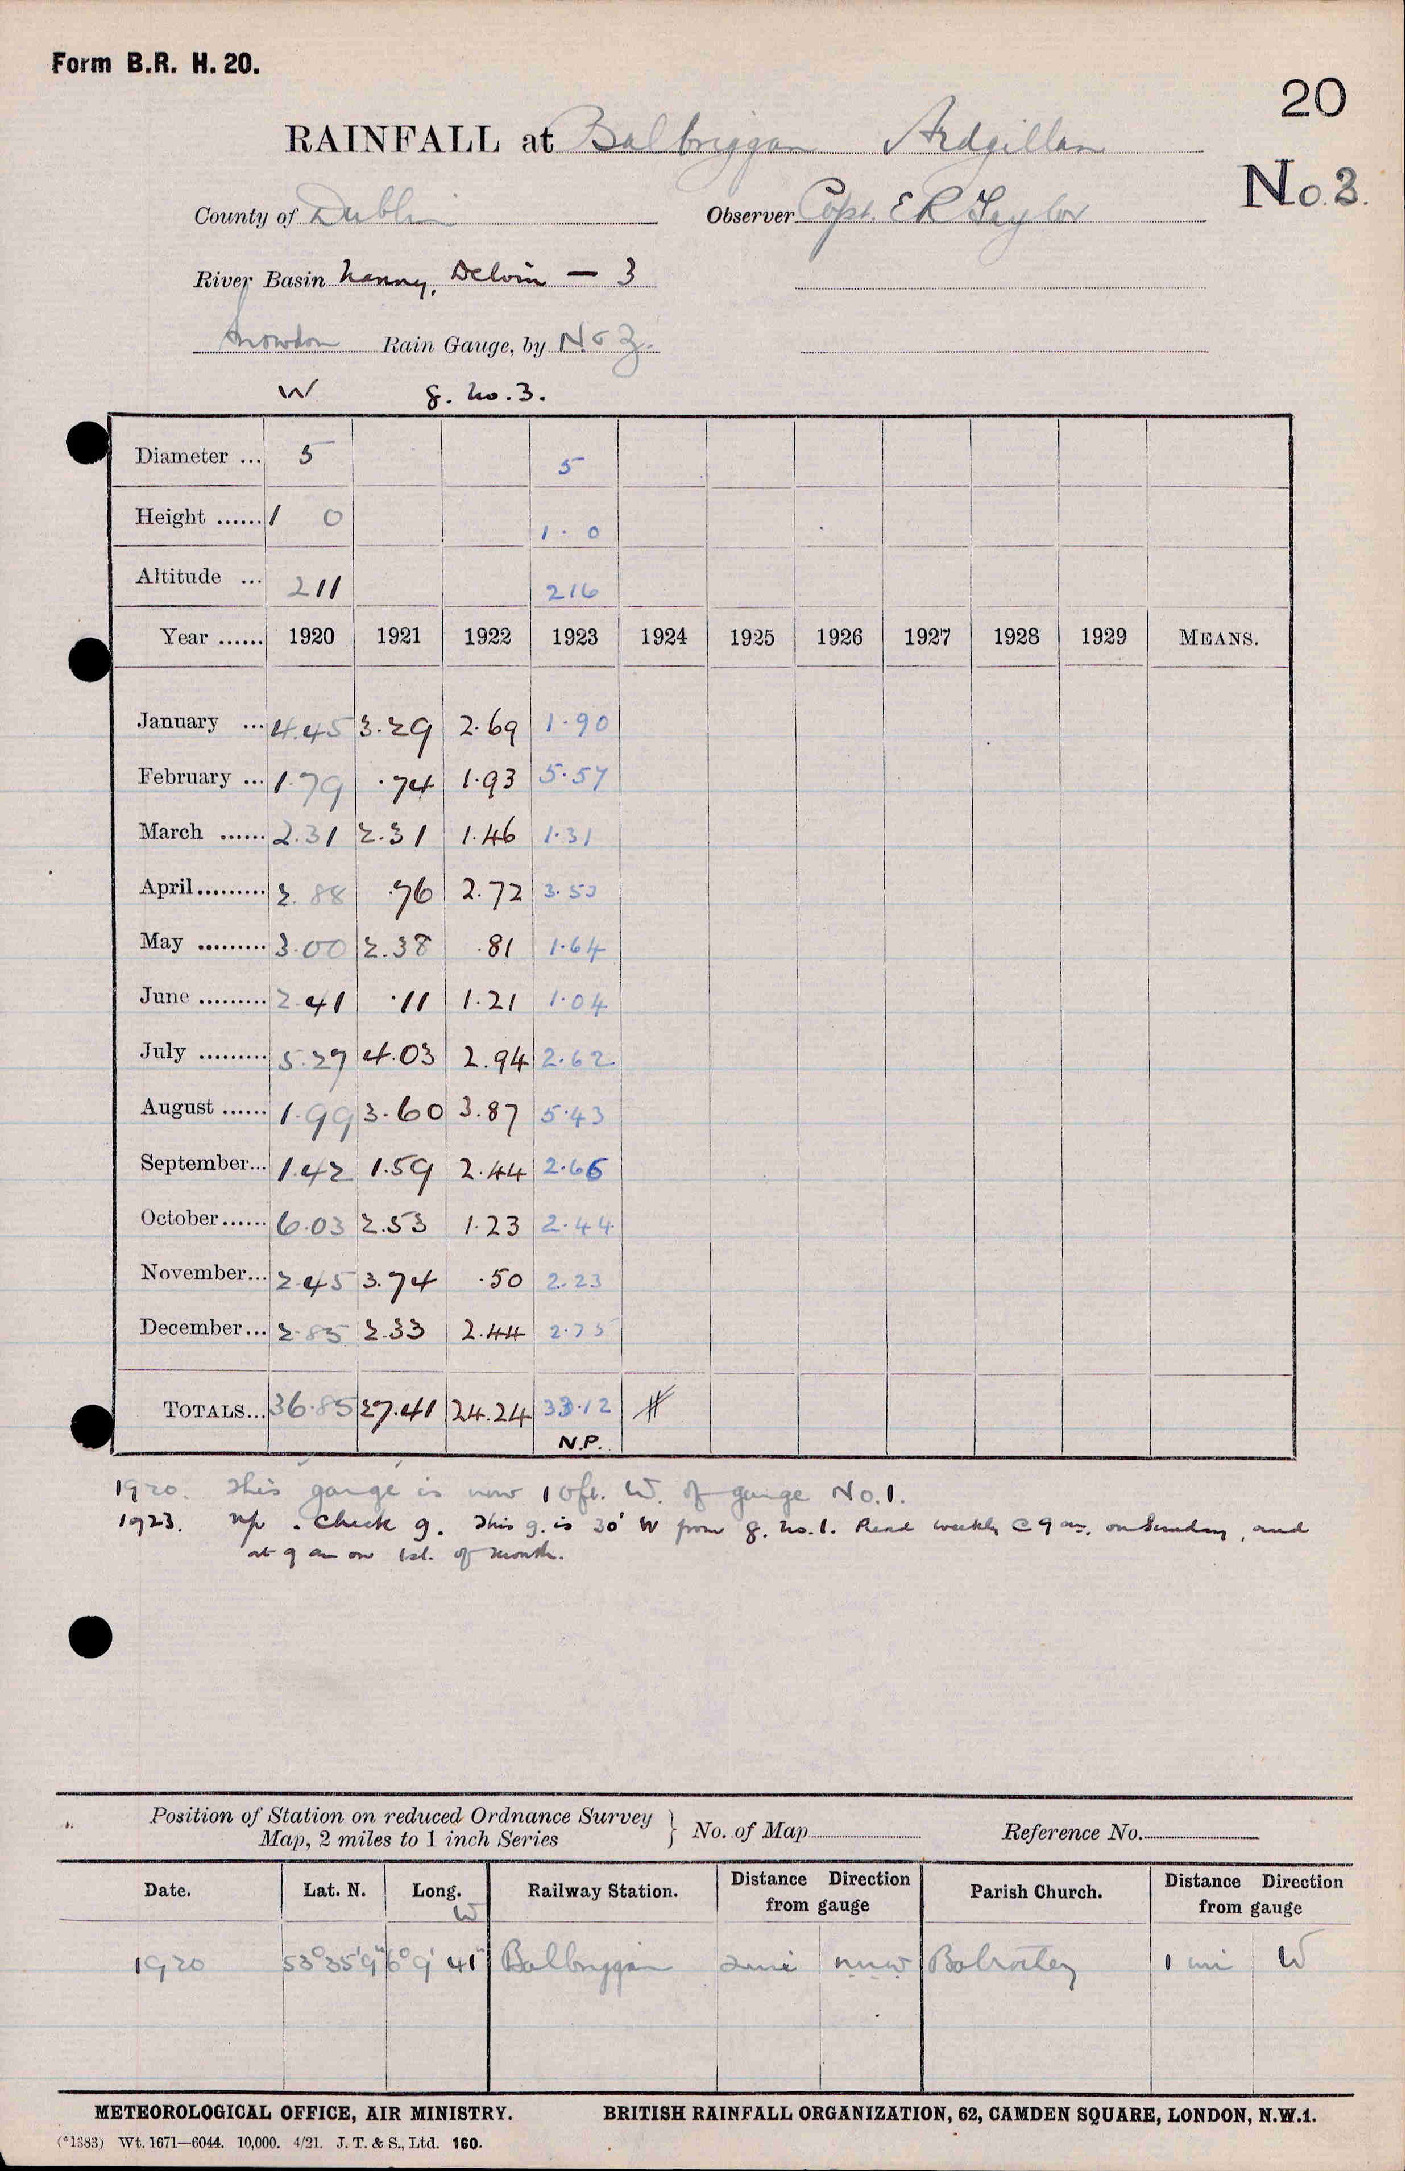 Form B.R. H. 20.
20
RAINFALL at Balbriggan Ardgillan
No. 3.
County of Dublin Observer Capt. E R Taylor
River Basin Nanny, Delvin — 3
Snowdon Rain Gauge, by No 3.
W g. No. 3.
Diameter ... 5 5
Height ...... 1 0 1 · 0
Altitude ... 211 216
Year ...... 1920 1921 1922 1923 1924 1925 1926 1927 1928 1929 MEANS.
January ... 4.45 3.29 2.69 1.90
February ... 1.79 .74 1.93 5.57
March ...... 2.31 2.31 1.46 1.31
April ......... 2.88 .76 2.72 3.53
May ......... 3.00 2.38 .81 1.64
June ......... 2.41 .11 1.21 1.04
July ......... 5.27 4.03 2.94 2.62
August ...... 1.99 3.60 3.87 5.43
September... 1.42 1.59 2.44 2.66
October...... 6.03 2.53 1.23 2.44
November... 2.45 3.74 .50 2.23
December... 2.85 2.33 2.44 2.75
TOTALS... 36.85 27.41 24.24 33.12
N.P.
1920. This gauge is now 10ft. W. of gauge No. 1.
1923. np. Check g. This g. is 30' W from g. No. 1. Read weekly @ 9 am. on Sunday, and
at 9 am on 1st. of month.
Position of Station on reduced Ordnance Survey
Map, 2 miles to 1 inch Series } No. of Map Reference No.
Date. Lat. N. Long. W Railway Station. Distance Direction from gauge Parish Church. Distance Direction from gauge
1920 53° 35' 9" 6° 9' 41" Balbriggan 2 mi NNW 1 mi W
METEOROLOGICAL OFFICE, AIR MINISTRY. BRITISH RAINFALL ORGANIZATION, 62, CAMDEN SQUARE, LONDON, N.W.1.
(*1383) Wt. 1671—6044. 10,000. 4/21. J. T. & S., Ltd. 160.